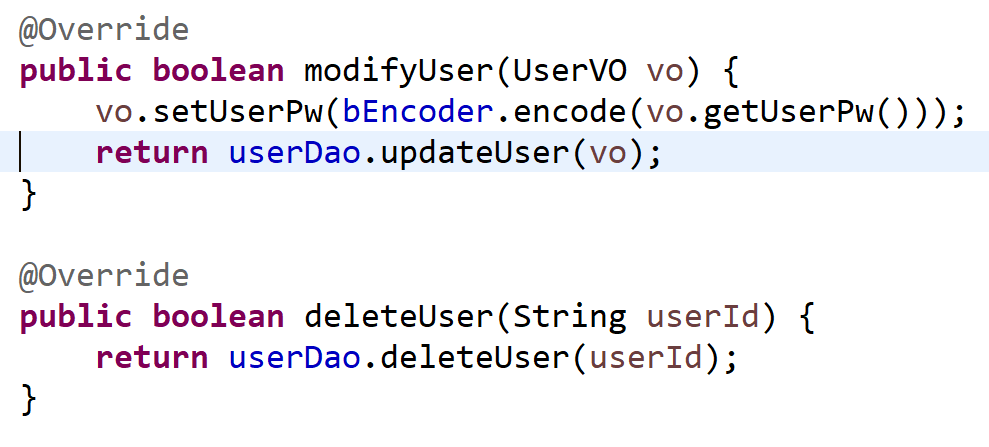 @Override
public boolean modifyUser(UserVO vo) {
    vo.setUserPw(bEncoder.encode(vo.getUserPw()));
    return userDao.updateUser(vo);
}

@Override
public boolean deleteUser(String userId) {
    return userDao.deleteUser(userId);
}